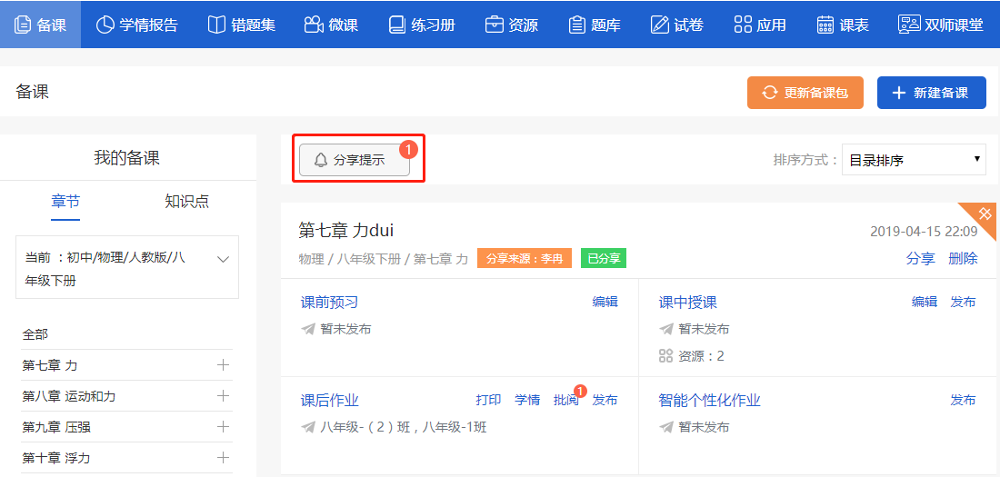 备课 学情报告 错题集 微课 练习册 资源 题库 试卷 应用 课表 双师课堂
备课 更新备课包 新建备课
我的备课
章节 知识点
当前 ：初中/物理/人教版/八
年级下册
全部
第七章 力
第八章 运动和力
第九章 压强
第十章 浮力
分享提示 1 排序方式： 目录排序
第七章 力dui 2019-04-15 22:09
物理 / 八年级下册 / 第七章 力 分享来源：李冉 已分享 分享 删除
课前预习 编辑
暂未发布
课中授课 编辑 发布
暂未发布
资源：2
课后作业 打印 学情 批阅 1 发布
八年级-（2）班，八年级-1班
智能个性化作业 发布
暂未发布